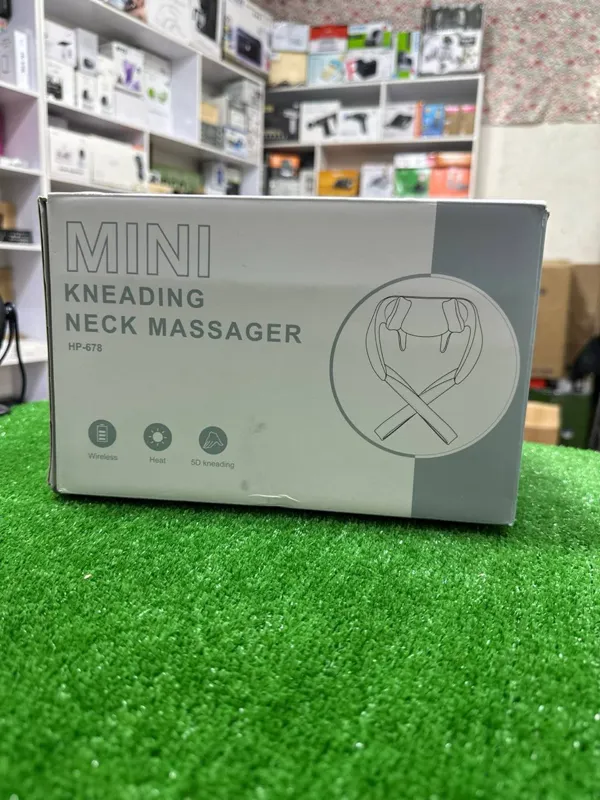 MINI
KNEADING
NECK MASSAGER
HP-678
Wireless
Heat
5D kneading